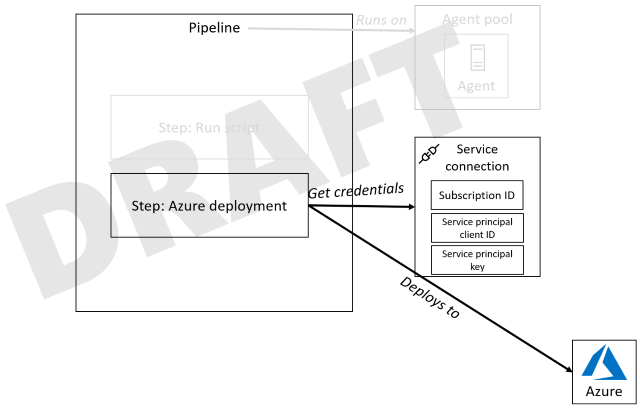 Pipeline
Runs on
Agent pool
Agent
Step: Run script
DRAFT
Service
connection
Get credentials
Step: Azure deployment
Subscription ID
Service principal
client ID
Service principal
key
Deploys to
Azure